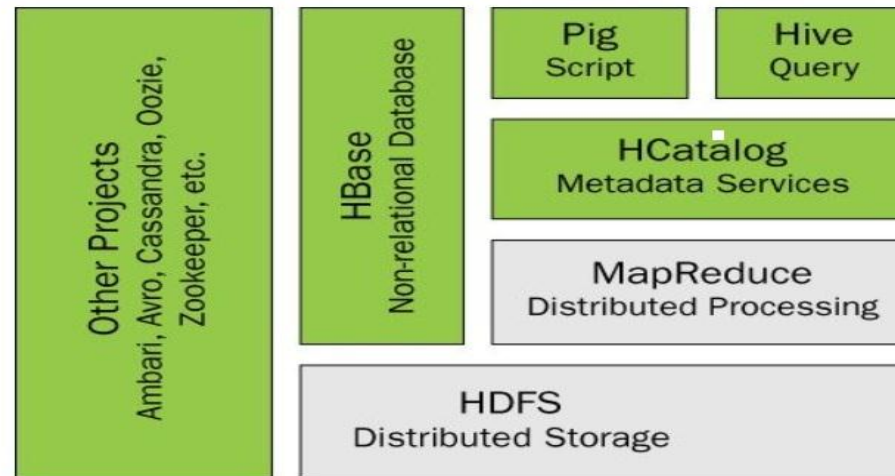 Other Projects
Ambari, Avro, Cassandra, Oozie,
Zookeeper, etc.
HBase
Non-relational Database
Pig
Script
Hive
Query
HCatalog
Metadata Services
MapReduce
Distributed Processing
HDFS
Distributed Storage